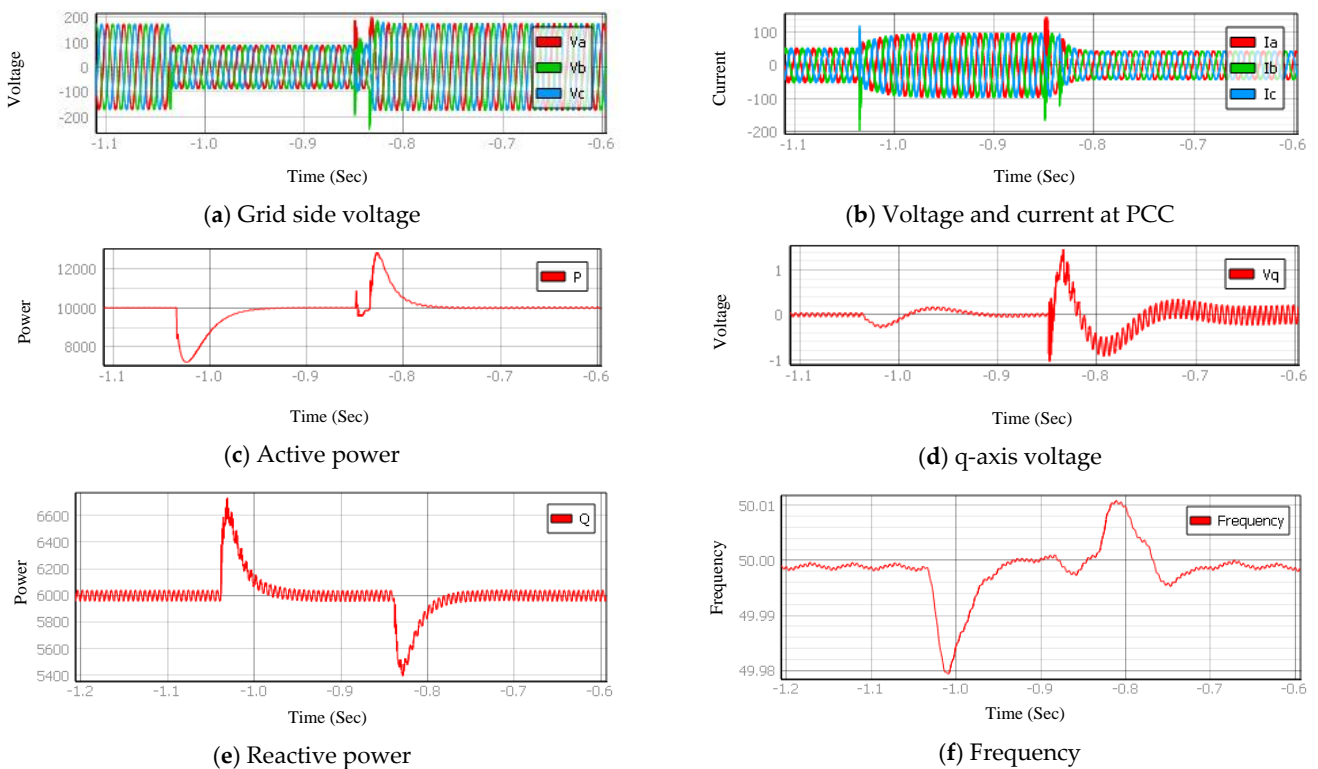 200
100
0
-100
-200
Voltage
Va
Vb
Vc
-1.1 -1.0 -0.9 -0.8 -0.7 -0.6
Time (Sec)
(a) Grid side voltage
200
100
0
-100
-200
Current
Ia
Ib
Ic
-1.1 -1.0 -0.9 -0.8 -0.7 -0.6
Time (Sec)
(b) Voltage and current at PCC
12000
10000
8000
Power
P
-1.1 -1.0 -0.9 -0.8 -0.7 -0.6
Time (Sec)
(c) Active power
1
0
-1
Voltage
Vq
-1.1 -1.0 -0.9 -0.8 -0.7 -0.6
Time (Sec)
(d) q-axis voltage
6600
6400
6200
6000
5800
5600
5400
Power
Q
-1.2 -1.1 -1.0 -0.9 -0.8 -0.7 -0.6
Time (Sec)
(e) Reactive power
50.01
50.00
49.99
49.98
Frequency
Frequency
-1.2 -1.1 -1.0 -0.9 -0.8 -0.7 -0.6
Time (Sec)
(f) Frequency